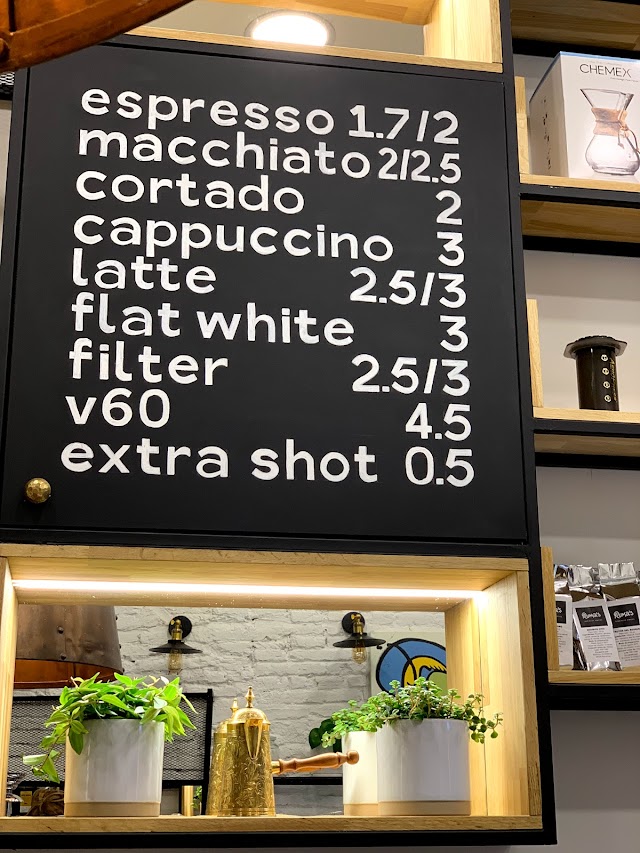 espresso 1.7/2
macchiato 2/2.5
cortado 2
cappuccino 3
latte 2.5/3
flat white 3
filter 2.5/3
v60 4.5
extra shot 0.5
CHEMEX